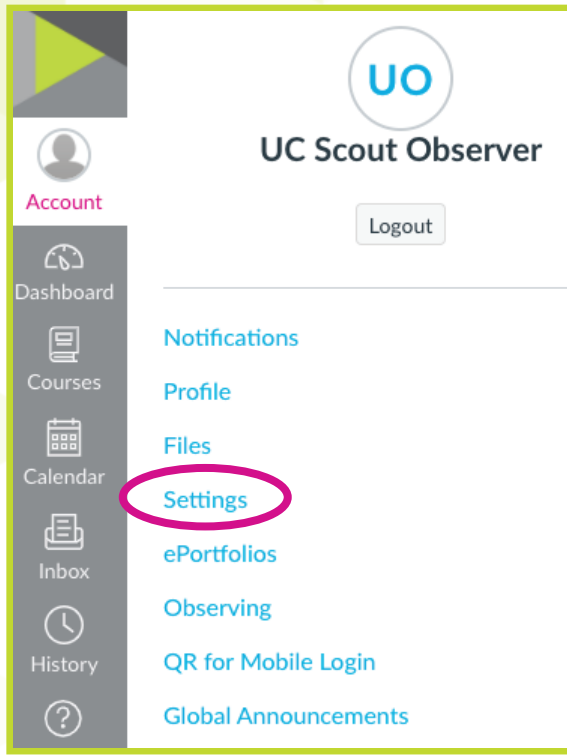 UO
UC Scout Observer
Logout
Account
Dashboard
Courses
Calendar
Inbox
History
?
Notifications
Profile
Files
Settings
ePortfolios
Observing
QR for Mobile Login
Global Announcements